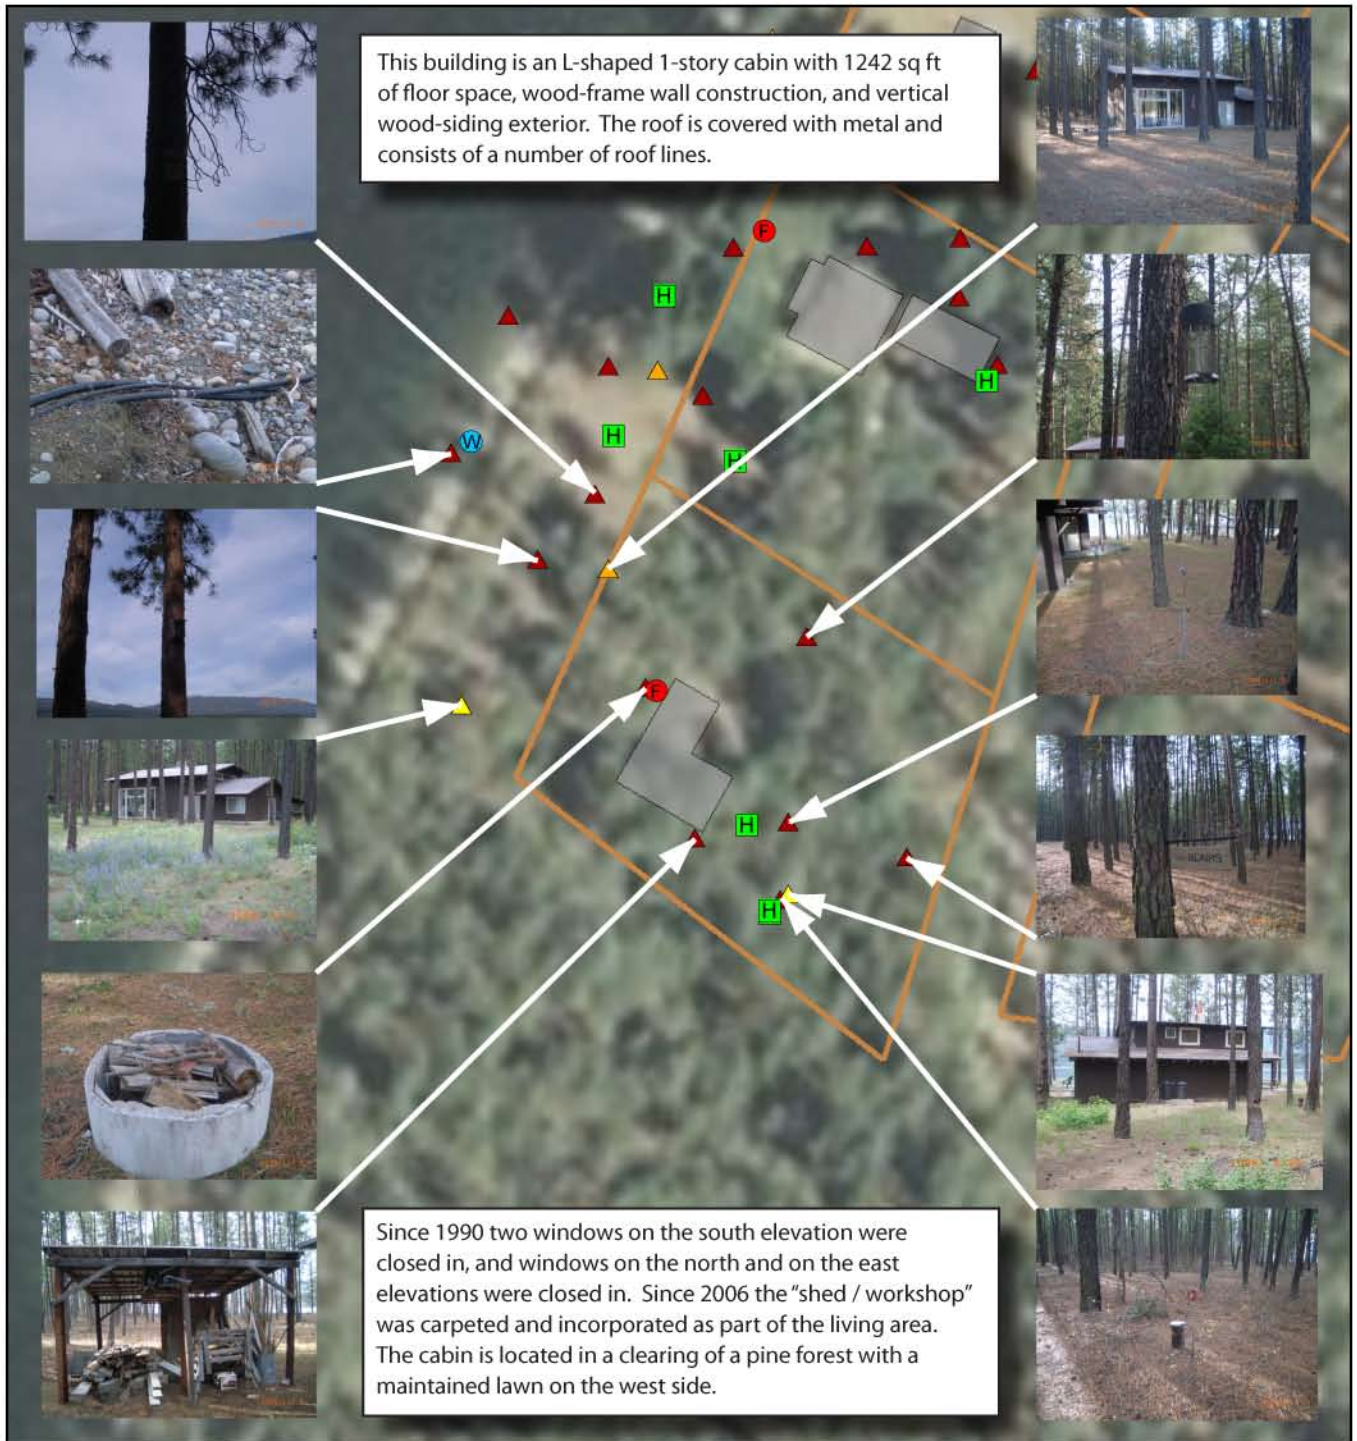 This building is an L-shaped 1-story cabin with 1242 sq ft
of floor space, wood-frame wall construction, and vertical
wood-siding exterior. The roof is covered with metal and
consists of a number of roof lines.
F
H
H
W
H
H
F
H
H
Since 1990 two windows on the south elevation were
closed in, and windows on the north and on the east
elevations were closed in. Since 2006 the "shed / workshop"
was carpeted and incorporated as part of the living area.
The cabin is located in a clearing of a pine forest with a
maintained lawn on the west side.